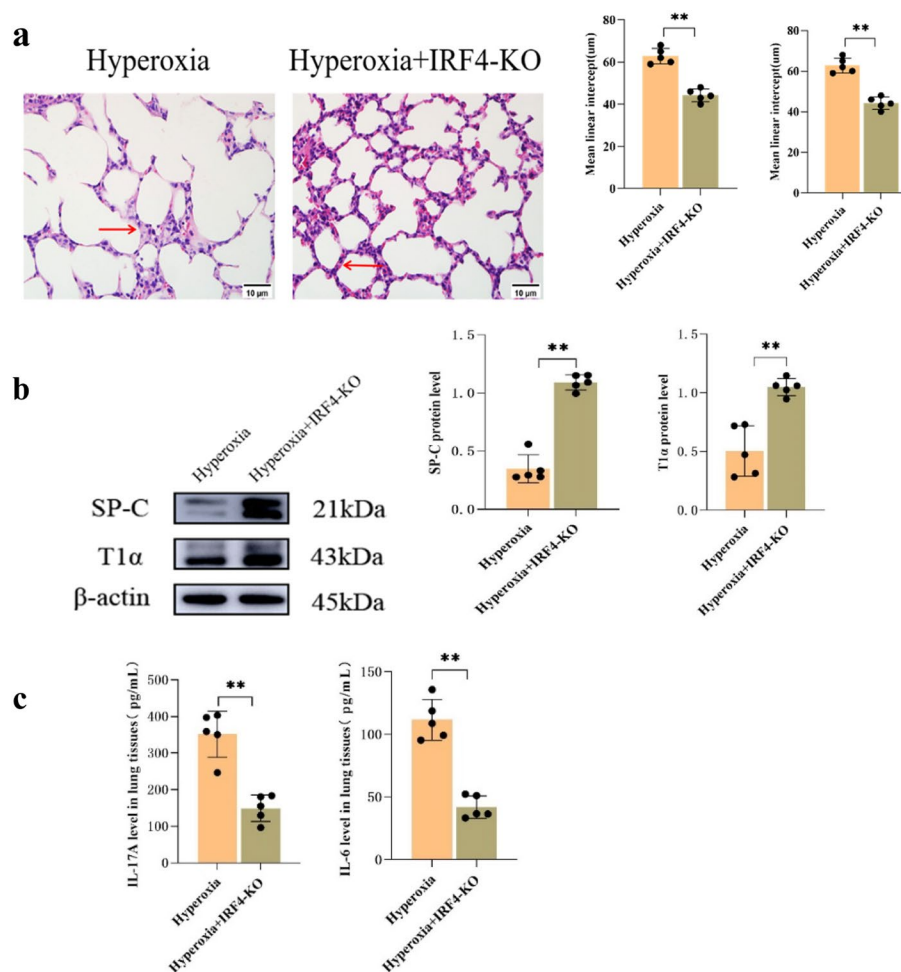 a
Hyperoxia
Hyperoxia+IRF4-KO
10 μm
10 μm
Mean linear intercept(um)
80
60
40
20
0
**
Hyperoxia
Hyperoxia+IRF4-KO
Mean linear intercept(um)
80
60
40
20
0
**
Hyperoxia
Hyperoxia+IRF4-KO
b
Hyperoxia
Hyperoxia+IRF4-KO
SP-C
21kDa
T1α
43kDa
β-actin
45kDa
SP-C protein level
1.5
1.0
0.5
0.0
**
Hyperoxia
Hyperoxia+IRF4-KO
T1α protein level
1.5
1.0
0.5
0.0
**
Hyperoxia
Hyperoxia+IRF4-KO
c
IL-17A level in lung tissues( pg/mL)
500
400
300
200
100
0
**
Hyperoxia
Hyperoxia+IRF4-KO
IL-6 level in lung tissues( pg/mL)
150
100
50
0
**
Hyperoxia
Hyperoxia+IRF4-KO